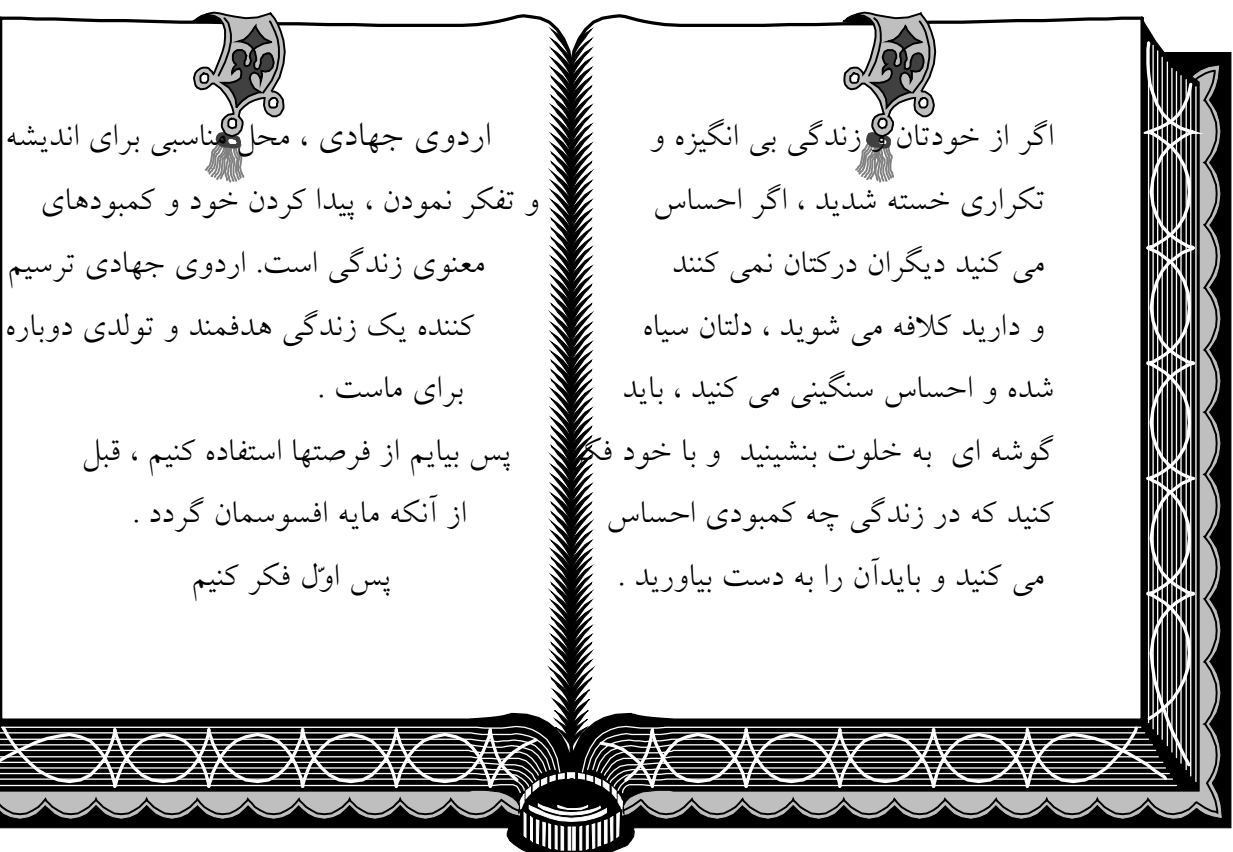 اگر از خودتان و زندگی بی انگیزه و
تکراری خسته شدید ، اگر احساس
می کنید دیگران درکتان نمی کنند
و دارید کلافه می شوید ، دلتان سیاه
شده و احساس سنگینی می کنید ، باید
گوشه ای به خلوت بنشینید و با خود فکر
کنید که در زندگی چه کمبودی احساس
می کنید و بایدآن را به دست بیاورید .
اردوی جهادی ، محل مناسبی برای اندیشه
و تفکر نمودن ، پیدا کردن خود و کمبودهای
معنوی زندگی است. اردوی جهادی ترسیم
کننده یک زندگی هدفمند و تولدی دوباره
برای ماست .
پس بیایم از فرصتها استفاده کنیم ، قبل
از آنکه مایه افسوسمان گردد .
پس اوّل فکر کنیم